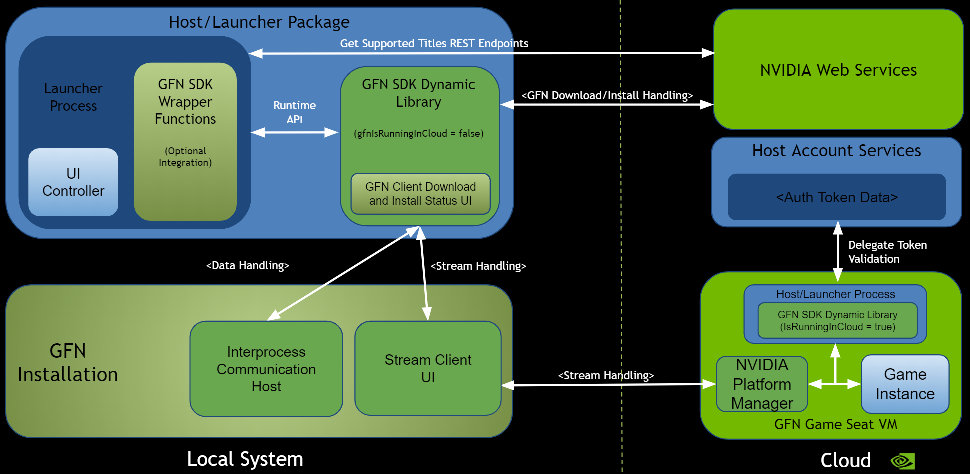 Host/Launcher Package
Get Supported Titles REST Endpoints
NVIDIA Web Services
Launcher
Process
GFN SDK
Wrapper
Functions
(Optional
Integration)
UI
Controller
Runtime
API
GFN SDK Dynamic
Library
(gfnIsRunningInCloud = false)
GFN Client Download
and Install Status UI
<GFN Download/Install Handling>
Host Account Services
<Auth Token Data>
Delegate Token
Validation
<Data Handling>
<Stream Handling>
GFN
Installation
Interprocess
Communication
Host
Stream Client
UI
<Stream Handling>
Host/Launcher Process
GFN SDK Dynamic Library
(IsRunningInCloud = true)
NVIDIA
Platform
Manager
Game
Instance
GFN Game Seat VM
Local System
Cloud